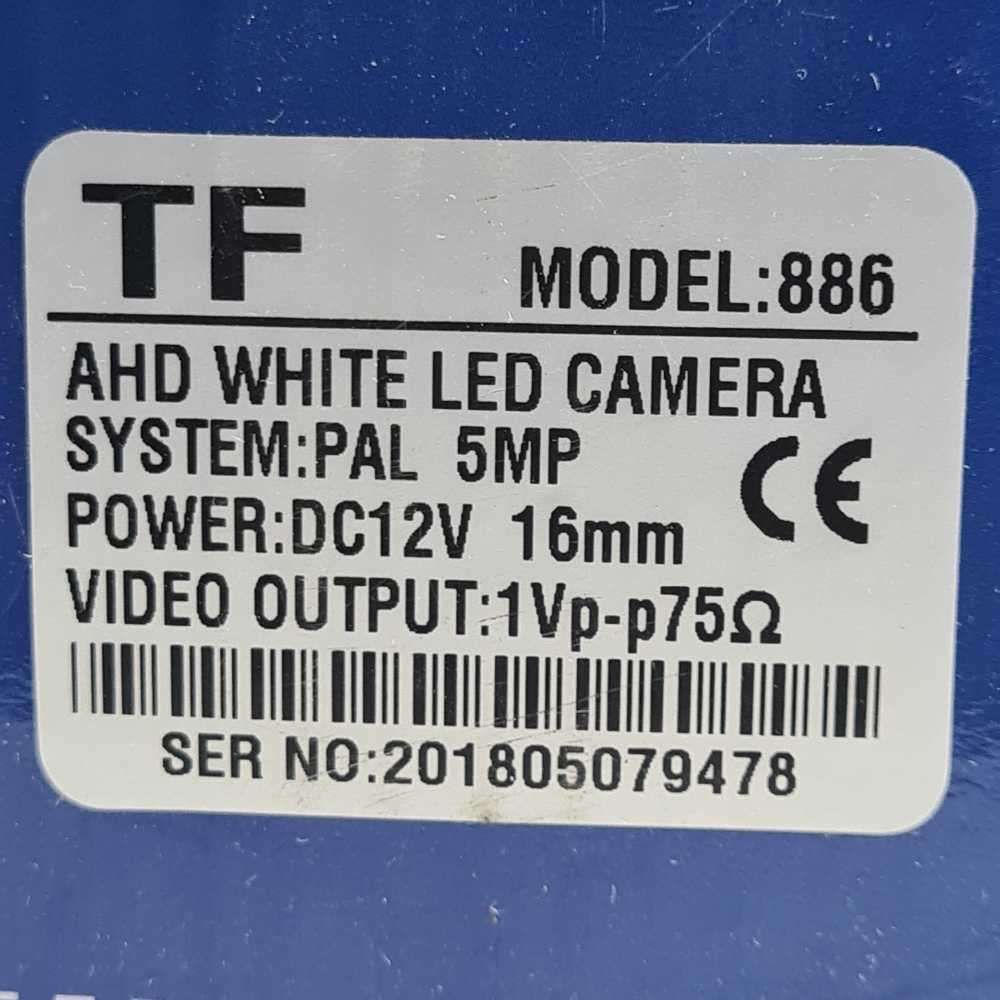 TF
MODEL:886
AHD WHITE LED CAMERA
SYSTEM:PAL 5MP
CE
POWER:DC12V 16mm
VIDEO OUTPUT:1Vp-p75Ω
SER NO:201805079478